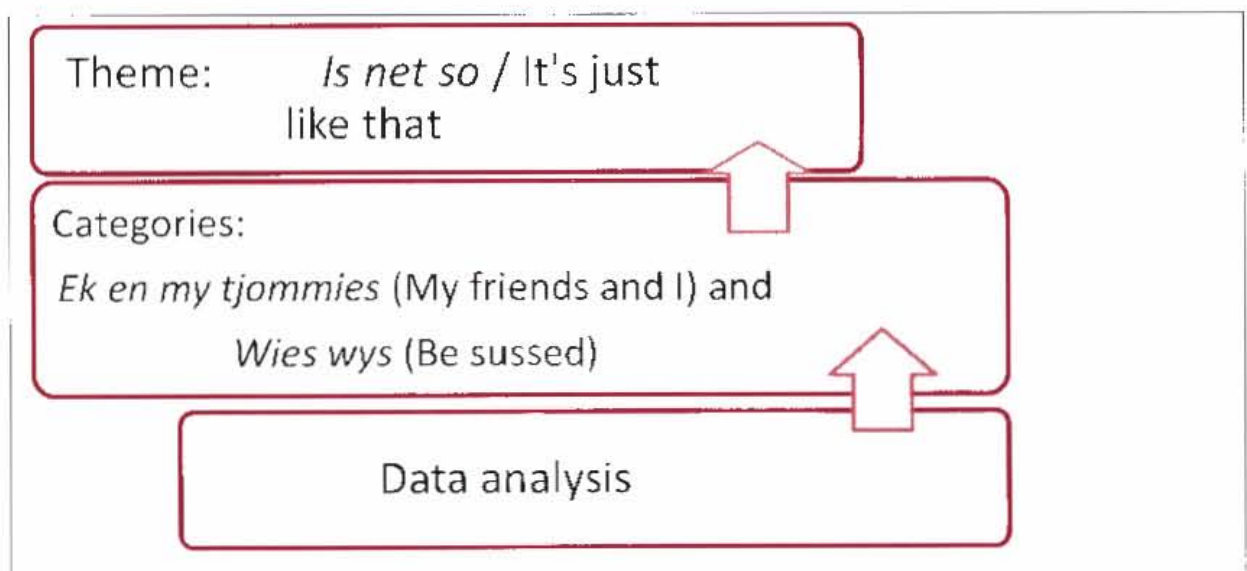 Theme: Is net so / It's just
like that
Categories:
Ek en my tjommies (My friends and I) and
Wies wys (Be sussed)
Data analysis